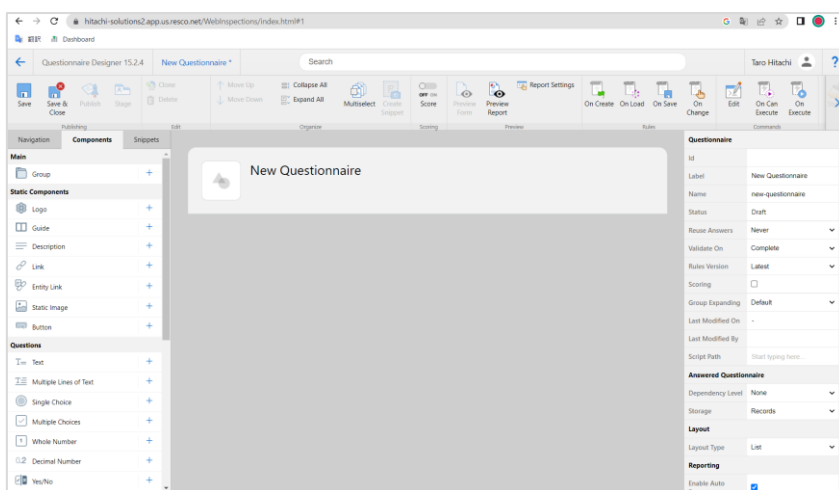 hitachi-solutions2.app.us.resco.net/WebInspections/index.html#1
翻訳 Dashboard
Questionnaire Designer 15.2.4 New Questionnaire * Search Taro Hitachi ?
Save Save & Close Publish Stage Clone Delete Move Up Move Down Collapse All Expand All Multiselect Create Snippet OFF ON Score Preview Form Preview Report Report Settings On Create On Load On Save On Change Edit On Can Execute On Execute
Publishing Edit Organize Scoring Preview Rules Commands
Navigation Components Snippets
Main
Group
Static Components
Logo
Guide
Description
Link
Entity Link
Static Image
Button
Questions
Text
Multiple Lines of Text
Single Choice
Multiple Choices
Whole Number
Decimal Number
Yes/No
New Questionnaire
Questionnaire
Id
Label New Questionnaire
Name new-questionnaire
Status Draft
Reuse Answers Never
Validate On Complete
Rules Version Latest
Scoring
Group Expanding Default
Last Modified On -
Last Modified By
Script Path Start typing here...
Answered Questionnaire
Dependency Level None
Storage Records
Layout
Layout Type List
Reporting
Enable Auto